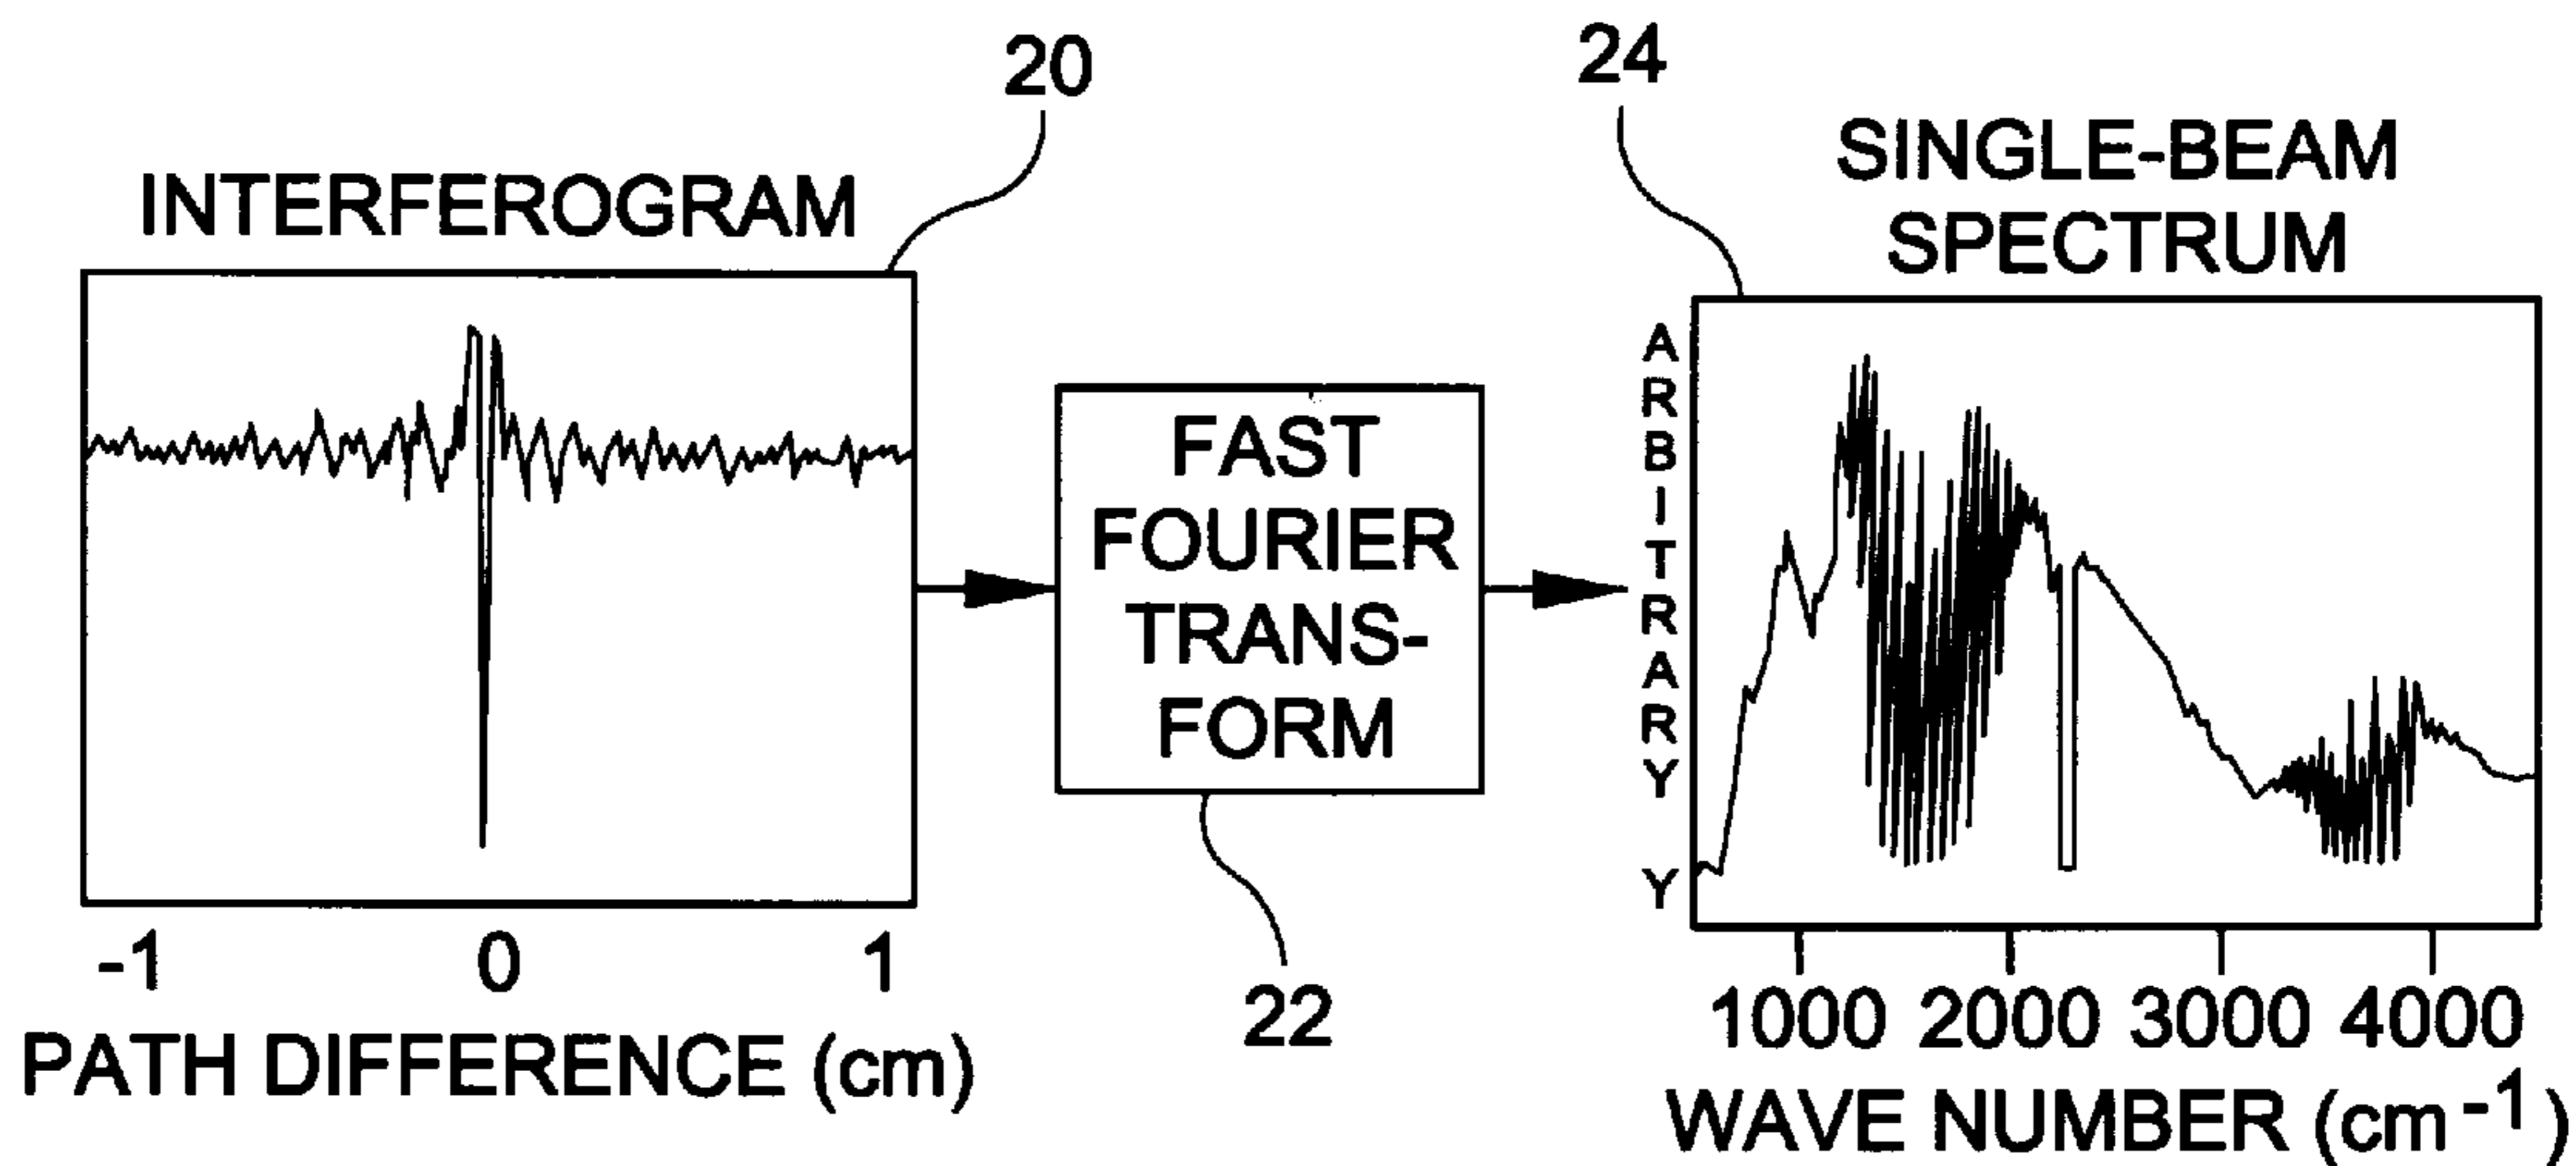 20
INTERFEROGRAM
-1 0 1
PATH DIFFERENCE (cm)
FAST
FOURIER
TRANS-
FORM
22
24
SINGLE-BEAM
SPECTRUM
A
R
B
I
T
R
A
R
Y
Y
1000 2000 3000 4000
WAVE NUMBER (cm⁻¹)